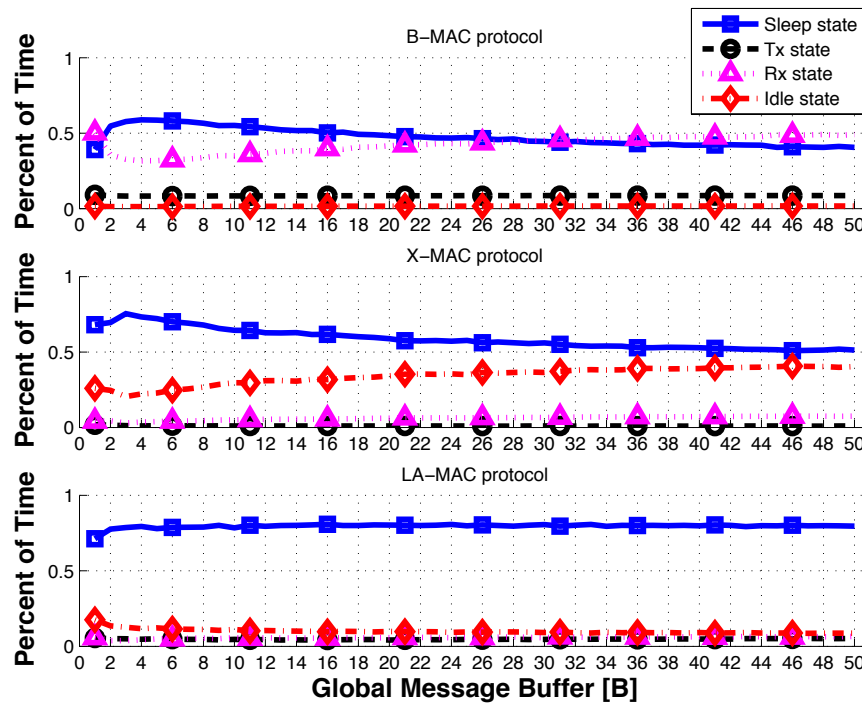 B−MAC protocol
Sleep state
Tx state
Rx state
Idle state
Percent of Time
1
0.5
0
0 2 4 6 8 10 12 14 16 18 20 22 24 26 28 30 32 34 36 38 40 42 44 46 48 50
X−MAC protocol
Percent of Time
1
0.5
0
0 2 4 6 8 10 12 14 16 18 20 22 24 26 28 30 32 34 36 38 40 42 44 46 48 50
LA−MAC protocol
Percent of Time
1
0.5
0
0 2 4 6 8 10 12 14 16 18 20 22 24 26 28 30 32 34 36 38 40 42 44 46 48 50
Global Message Buffer [B]